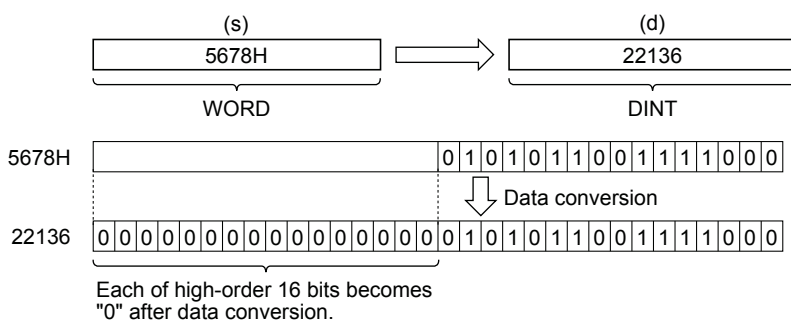 (s) (d)
5678H 22136
WORD DINT
5678H 0 1 0 1 0 1 1 0 0 1 1 1 1 0 0 0
Data conversion
22136 0 0 0 0 0 0 0 0 0 0 0 0 0 0 0 0 0 1 0 1 0 1 1 0 0 1 1 1 1 0 0 0
Each of high-order 16 bits becomes
"0" after data conversion.